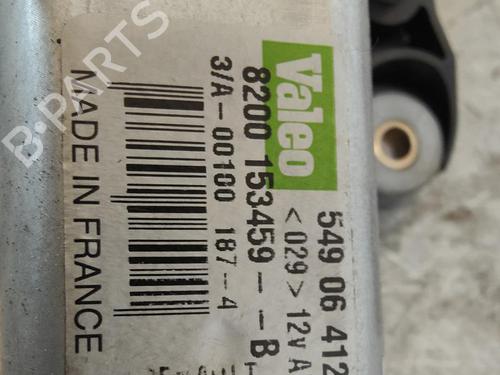 Valeo
549 06 412
<029> 12v A
8200 153459--B
3/A-00100 187--4
MADE IN FRANCE
B-PARTS